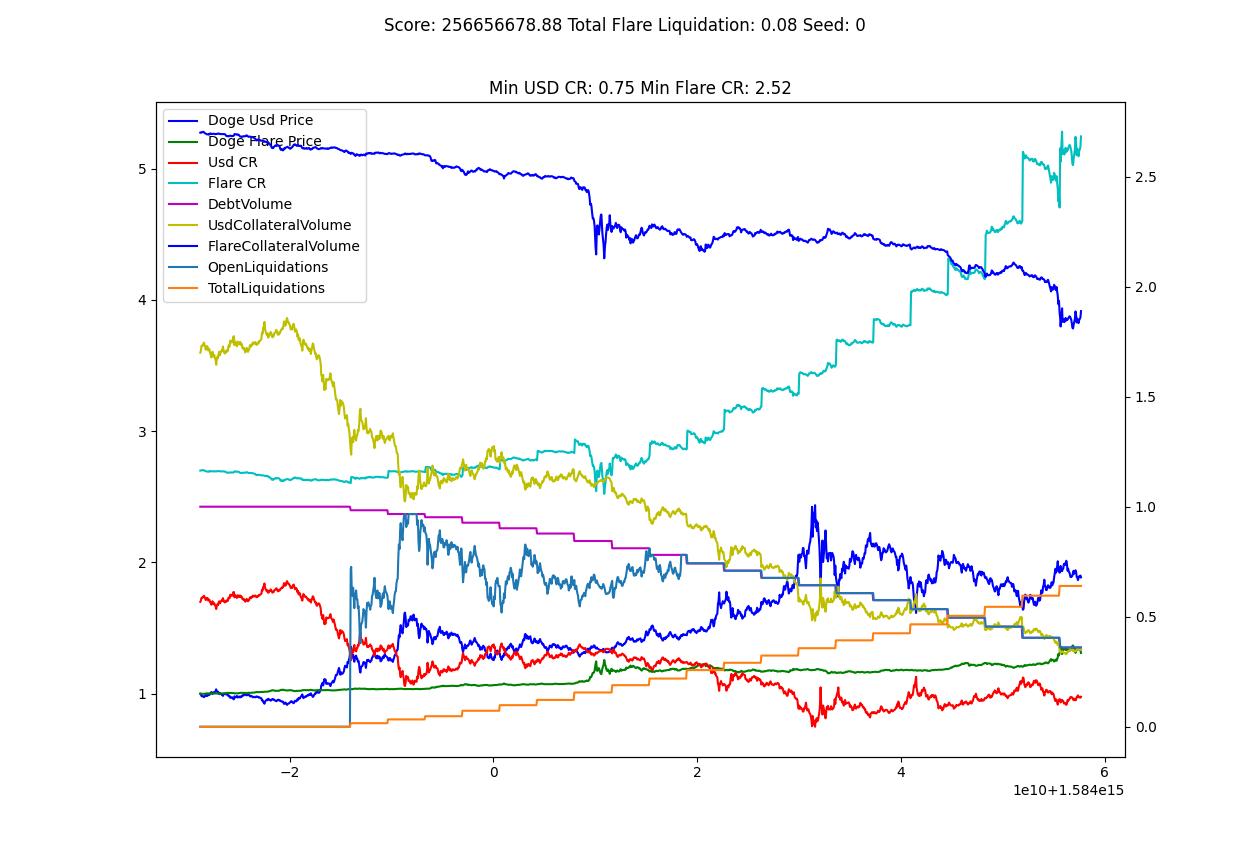 Score: 256656678.88 Total Flare Liquidation: 0.08 Seed: 0
Min USD CR: 0.75 Min Flare CR: 2.52
Doge Usd Price
Doge Flare Price
Usd CR
Flare CR
DebtVolume
UsdCollateralVolume
FlareCollateralVolume
OpenLiquidations
TotalLiquidations
5
4
3
2
1
2.5
2.0
1.5
1.0
0.5
0.0
−2
0
2
4
6
1e10+1.584e15